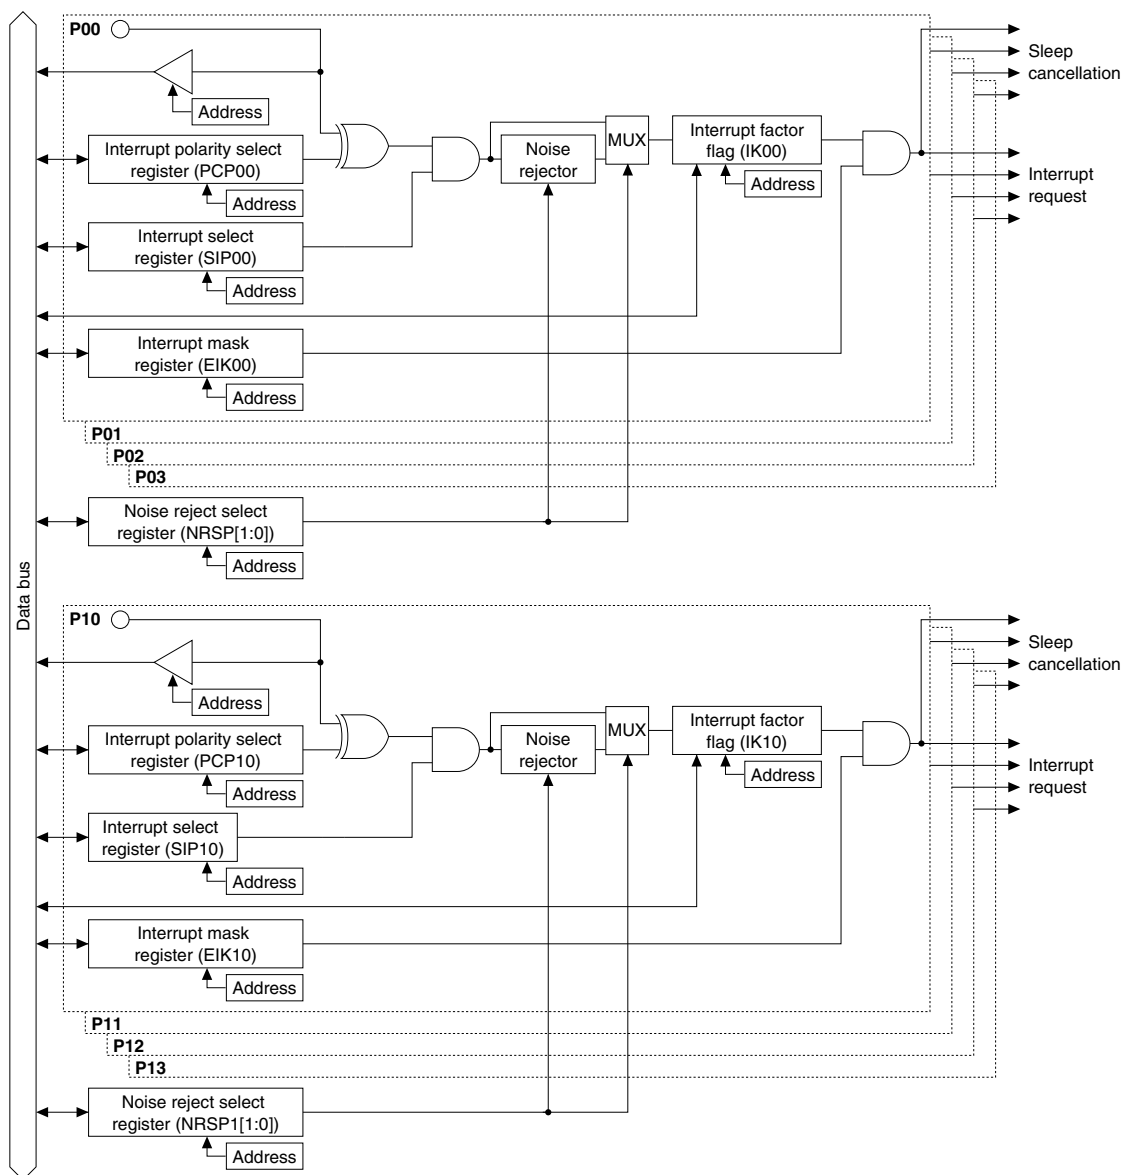 P00
Address
Interrupt polarity select
register (PCP00)
Address
Interrupt select
register (SIP00)
Address
Interrupt mask
register (EIK00)
Address
Noise
rejector
MUX
Interrupt factor
flag (IK00)
Address
Sleep
cancellation
Interrupt
request
P01
P02
P03
Noise reject select
register (NRSP[1:0])
Address
Data bus
P10
Address
Interrupt polarity select
register (PCP10)
Address
Interrupt select
register (SIP10)
Address
Interrupt mask
register (EIK10)
Address
Noise
rejector
MUX
Interrupt factor
flag (IK10)
Address
Sleep
cancellation
Interrupt
request
P11
P12
P13
Noise reject select
register (NRSP1[1:0])
Address